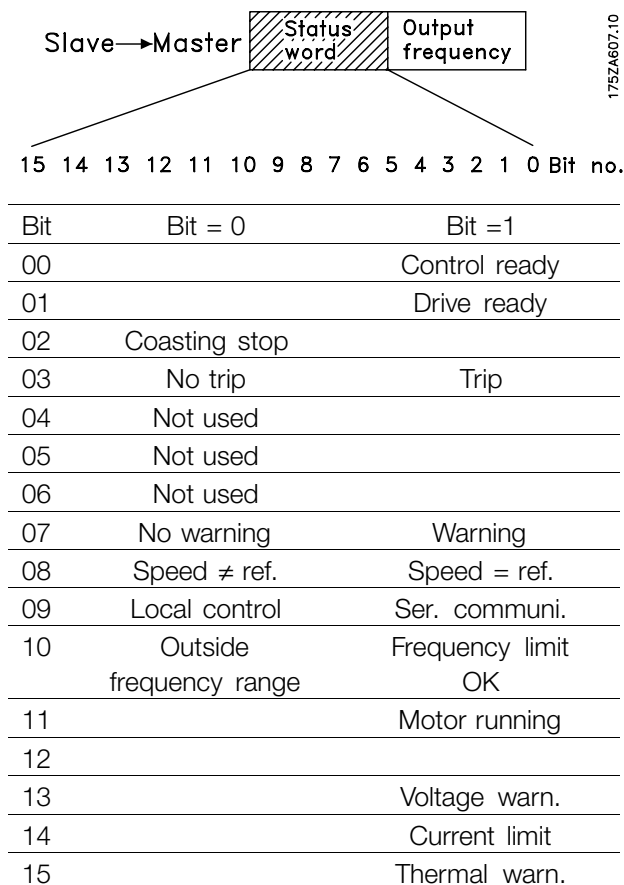 Slave→Master Status word Output frequency
175ZA607.10
15 14 13 12 11 10 9 8 7 6 5 4 3 2 1 0 Bit no.
Bit Bit = 0 Bit =1
00 Control ready
01 Drive ready
02 Coasting stop
03 No trip Trip
04 Not used
05 Not used
06 Not used
07 No warning Warning
08 Speed ≠ ref. Speed = ref.
09 Local control Ser. communi.
10 Outside Frequency limit
frequency range OK
11 Motor running
12
13 Voltage warn.
14 Current limit
15 Thermal warn.